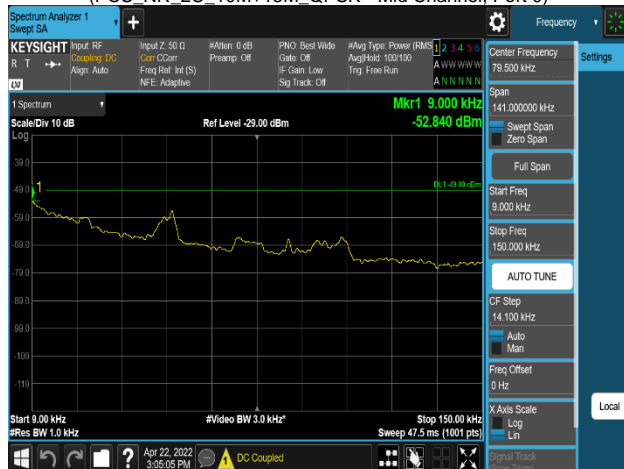 Spectrum Analyzer 1
Swept SA
+
Frequency
KEYSIGHT
R T
Input: RF
Coupling: DC
Align: Auto
Input Z: 50 Ω
Corr CCorr
Freq Ref: Int (S)
NFE: Adaptive
#Atten: 0 dB
Preamp: Off
PNO: Best Wide
Gate: Off
IF Gain: Low
Sig Track: Off
#Avg Type: Power (RMS
Avg|Hold: 100/100
Trig: Free Run
1 2 3 4 5 6
A W W W W W
A N N N N N
1 Spectrum
Scale/Div 10 dB
Log
Ref Level -29.00 dBm
Mkr1 9.000 kHz
-52.840 dBm
-39.0
-49.0
-59.0
-69.0
-79.0
-89.0
-99.0
-109
-119
1
DL1 -49.00 dBm
Start 9.00 kHz
#Res BW 1.0 kHz
#Video BW 3.0 kHz*
Stop 150.00 kHz
Sweep 47.5 ms (1001 pts)
Apr 22, 2022
3:05:05 PM
DC Coupled
Center Frequency
79.500 kHz
Span
141.000000 kHz
Swept Span
Zero Span
Full Span
Start Freq
9.000 kHz
Stop Freq
150.000 kHz
AUTO TUNE
CF Step
14.100 kHz
Auto
Man
Freq Offset
0 Hz
X Axis Scale
Log
Lin
Signal Track
Settings
Local